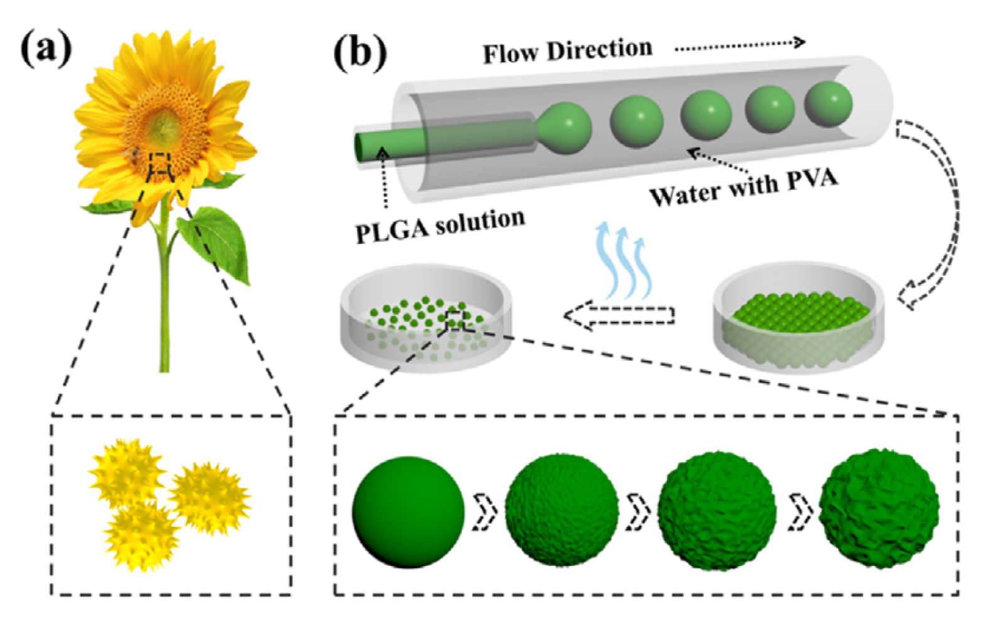 (a)
(b)
Flow Direction
Water with PVA
PLGA solution